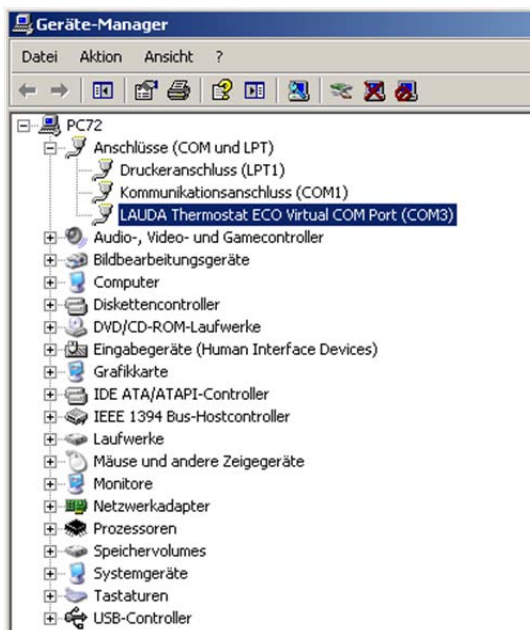 Geräte-Manager
Datei Aktion Ansicht ?
PC72
Anschlüsse (COM und LPT)
Druckeranschluss (LPT1)
Kommunikationsanschluss (COM1)
LAUDA Thermostat ECO Virtual COM Port (COM3)
Audio-, Video- und Gamecontroller
Bildbearbeitungsgeräte
Computer
Diskettencontroller
DVD/CD-ROM-Laufwerke
Eingabegeräte (Human Interface Devices)
Grafikkarte
IDE ATA/ATAPI-Controller
IEEE 1394 Bus-Hostcontroller
Laufwerke
Mäuse und andere Zeigegeräte
Monitore
Netzwerkadapter
Prozessoren
Speichervolumes
Systemgeräte
Tastaturen
USB-Controller